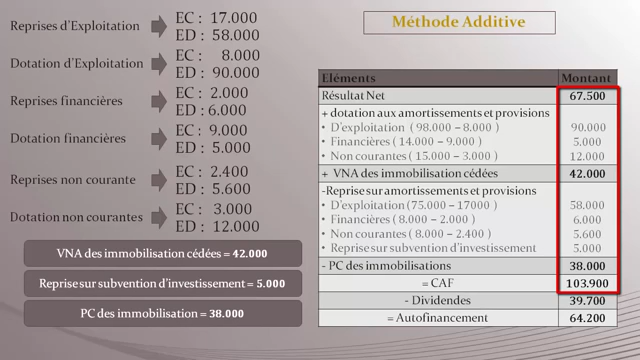 Méthode Additive
Reprises d'Exploitation
EC : 17.000
ED : 58.000
Dotation d'Exploitation
EC : 8.000
ED : 90.000
Reprises financières
EC : 2.000
ED : 6.000
Dotation financières
EC : 9.000
ED : 5.000
Reprises non courante
EC : 2.400
ED : 5.600
Dotation non courantes
EC : 3.000
ED : 12.000
VNA des immobilisation cédées = 42.000
Reprise sur subvention d'investissement = 5.000
PC des immobilisation = 38.000
Eléments Montant
Résultat Net 67.500
+ dotation aux amortissements et provisions
• D'exploitation ( 98.000 – 8.000 ) 90.000
• Financières ( 14.000 – 9.000 ) 5.000
• Non courantes ( 15.000 – 3.000 ) 12.000
+ VNA des immobilisation cédées 42.000
-Reprise sur amortissements et provisions
• D'exploitation (75.000 – 17000 ) 58.000
• Financières ( 8.000 – 2.000 ) 6.000
• Non courantes ( 8.000 – 2.400 ) 5.600
• Reprise sur subvention d'investissement 5.000
- PC des immobilisations 38.000
= CAF 103.900
- Dividendes 39.700
= Autofinancement 64.200